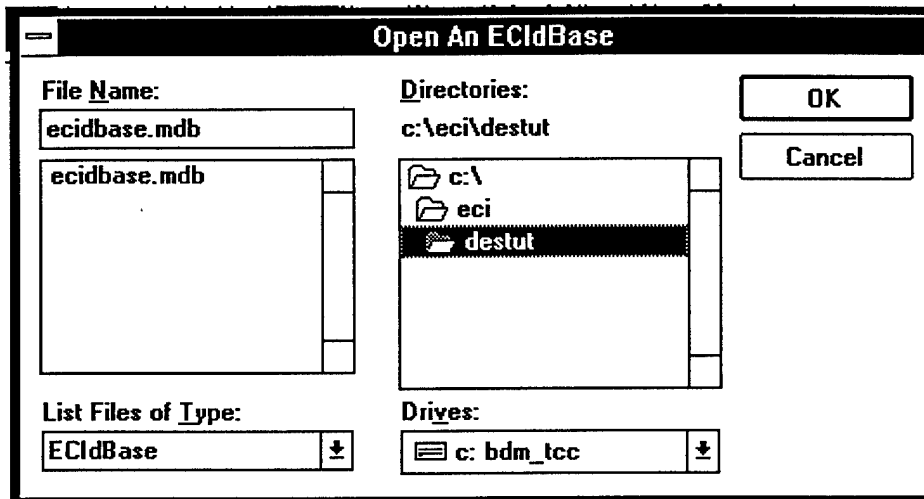 Open An ECIdBase
File Name:
ecidbase.mdb
ecidbase.mdb
List Files of Type:
ECIdBase
Directories:
c:\eci\destut
c:\
eci
destut
Drives:
c: bdm_tcc
OK
Cancel